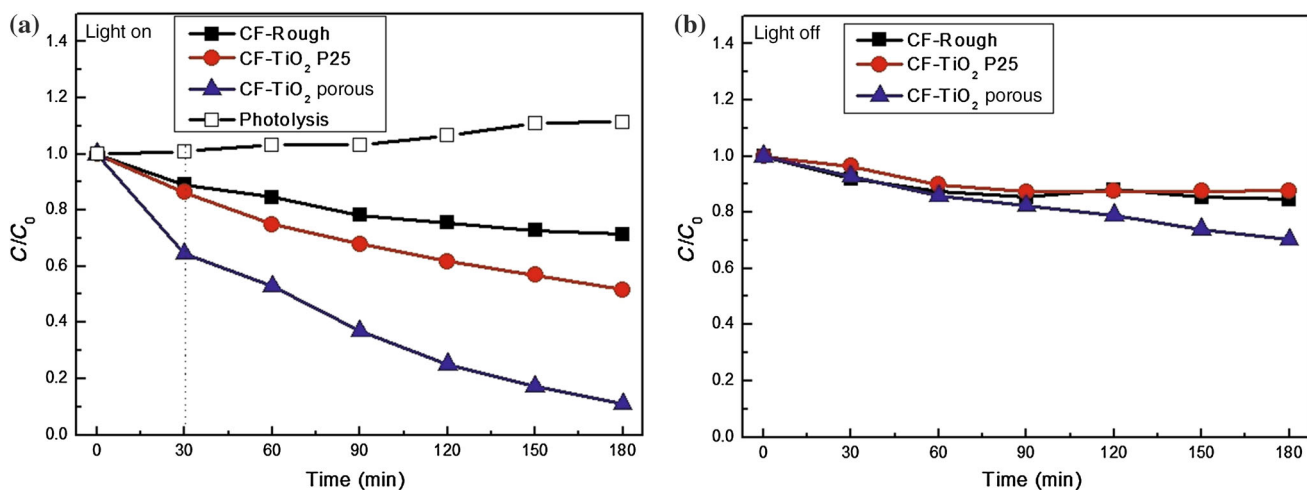 (a)
Light on
CF-Rough
CF-TiO2 P25
CF-TiO2 porous
Photolysis
1.4
1.2
1.0
0.8
0.6
0.4
0.2
0.0
C/C0
0 30 60 90 120 150 180
Time (min)
(b)
Light off
CF-Rough
CF-TiO2 P25
CF-TiO2 porous
1.4
1.2
1.0
0.8
0.6
0.4
0.2
0.0
C/C0
0 30 60 90 120 150 180
Time (min)